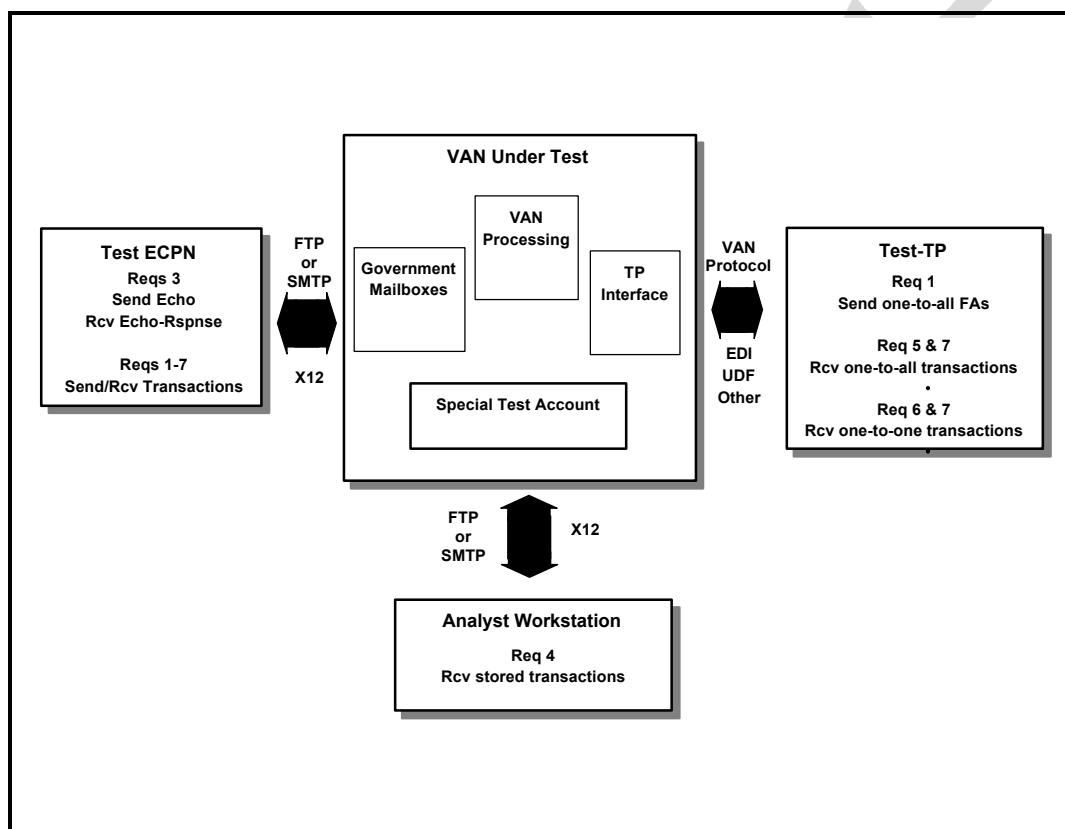 VAN Under Test
VAN
Processing
Government
Mailboxes
TP
Interface
Special Test Account
Test ECPN
Reqs 3
Send Echo
Rcv Echo-Rspnse
Reqs 1-7
Send/Rcv Transactions
FTP
or
SMTP
X12
VAN
Protocol
EDI
UDF
Other
Test-TP
Req 1
Send one-to-all FAs
Req 5 & 7
Rcv one-to-all transactions
Req 6 & 7
Rcv one-to-one transactions
FTP
or
SMTP
X12
Analyst Workstation
Req 4
Rcv stored transactions